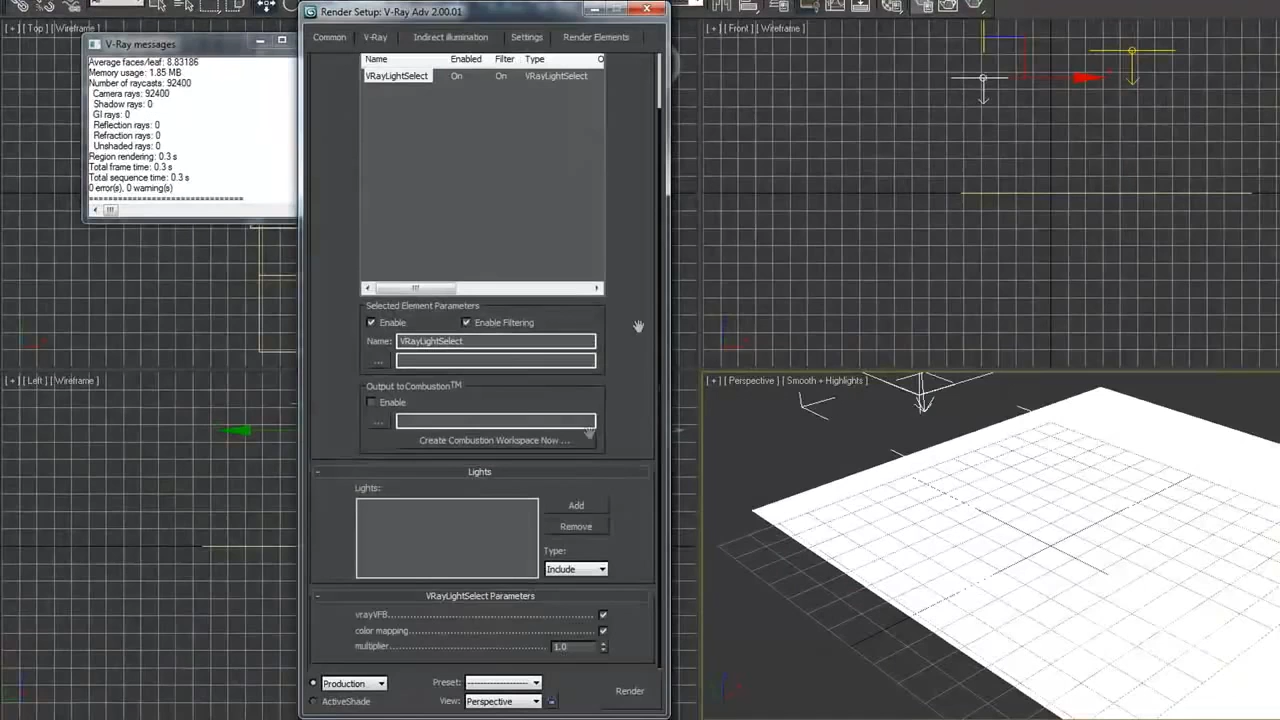 [ + ] [ Top ] [ Wireframe ]
V-Ray messages
Average faces/leaf: 8.83186
Memory usage: 1.85 MB
Number of raycasts: 92400
Camera rays: 92400
Shadow rays: 0
GI rays: 0
Reflection rays: 0
Refraction rays: 0
Unshaded rays: 0
Region rendering: 0.3 s
Total frame time: 0.3 s
Total sequence time: 0.3 s
0 error(s), 0 warning(s)
==============================
Render Setup: V-Ray Adv 2.00.01
Common V-Ray Indirect illumination Settings Render Elements
Name Enabled Filter Type O
VRayLightSelect On On VRayLightSelect
Selected Element Parameters
Enable Enable Filtering
Name: VRayLightSelect
...
Output to Combustion™
Enable
...
Create Combustion Workspace Now ...
- Lights
Lights:
Add
Remove
Type:
Include
- VRayLightSelect Parameters
vrayVFB
color mapping
multiplier 1.0
Production Preset: --------------------
ActiveShade View: Perspective
Render
[ + ] [ Front ] [ Wireframe ]
[ + ] [ Left ] [ Wireframe ]
[ + ] [ Perspective ] [ Smooth + Highlights ]